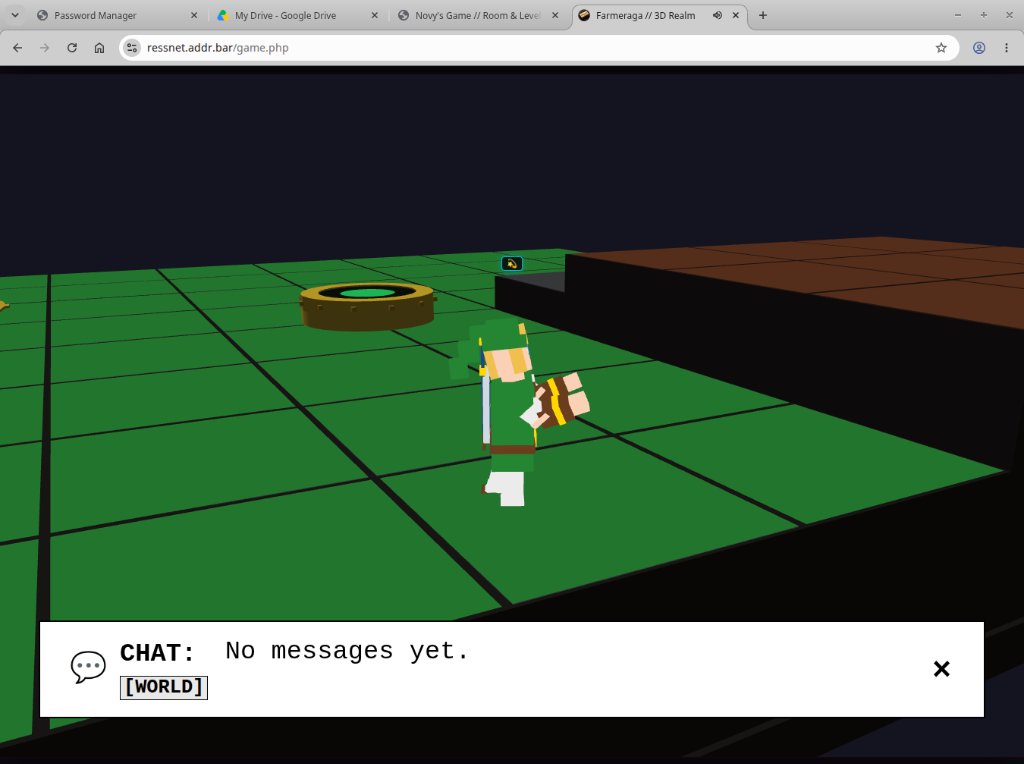 Password Manager
My Drive - Google Drive
Novy's Game // Room & Level
Farmeraga // 3D Realm
ressnet.addr.bar/game.php
CHAT: No messages yet.
[WORLD]